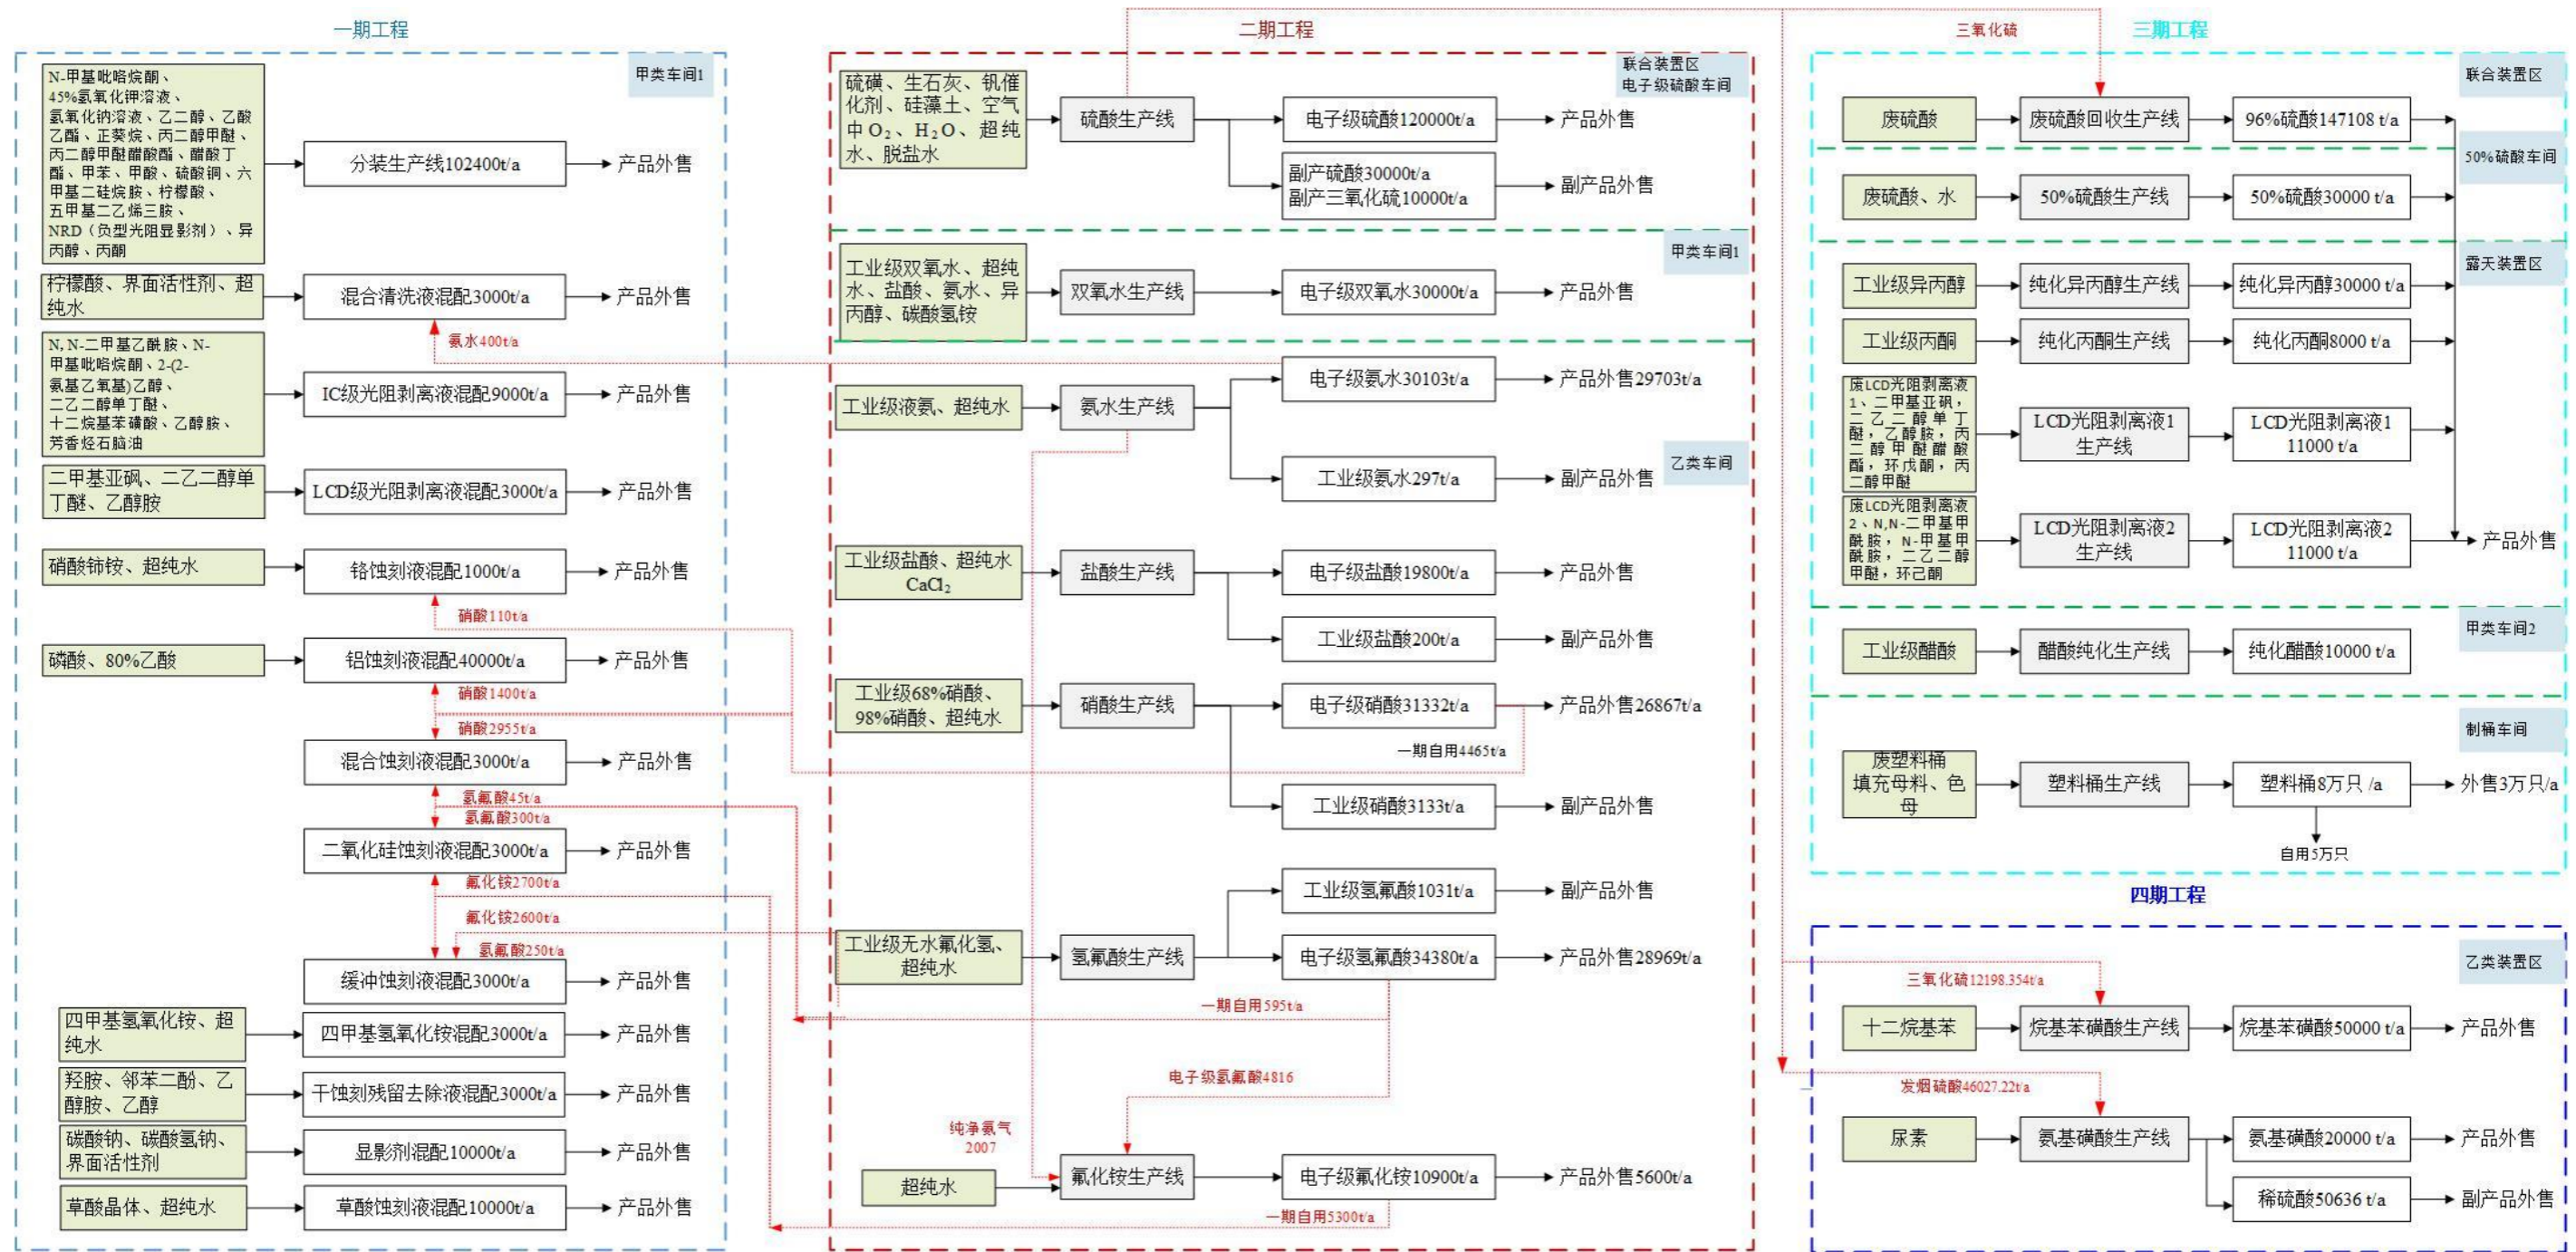 一期工程
甲类车间1
N-甲基吡咯烷酮、
45%氢氧化钾溶液、
氢氧化钠溶液、乙二醇、乙酸
乙酯、正葵烷、丙二醇甲醚、
丙二醇甲醚醋酸酯、醋酸丁
酯、甲苯、甲酸、硫酸铜、六
甲基二硅烷胺、柠檬酸、
五甲基二乙烯三胺、
NRD（负型光阻显影剂）、异
丙醇、丙酮
分装生产线102400t/a
产品外售
柠檬酸、界面活性剂、超
纯水
混合清洗液混配3000t/a
产品外售
氨水400t/a
N, N-二甲基乙酰胺、N-
甲基吡咯烷酮、2-(2-
氨基乙氧基)乙醇、
二乙二醇单丁醚、
十二烷基苯磺酸、乙醇胺、
芳香烃石脑油
IC级光阻剥离液混配9000t/a
产品外售
二甲基亚砜、二乙二醇单
丁醚、乙醇胺
LCD级光阻剥离液混配3000t/a
产品外售
硝酸铈铵、超纯水
铬蚀刻液混配1000t/a
产品外售
硝酸110t/a
磷酸、80%乙酸
铝蚀刻液混配40000t/a
产品外售
硝酸1400t/a
硝酸2955t/a
混合蚀刻液混配3000t/a
产品外售
氢氟酸45t/a
氢氟酸300t/a
二氧化硅蚀刻液混配3000t/a
产品外售
氟化铵2700t/a
氟化铵2600t/a
氢氟酸250t/a
缓冲蚀刻液混配3000t/a
产品外售
四甲基氢氧化铵、超
纯水
四甲基氢氧化铵混配3000t/a
产品外售
羟胺、邻苯二酚、乙
醇胺、乙醇
干蚀刻残留去除液混配3000t/a
产品外售
碳酸钠、碳酸氢钠、
界面活性剂
显影剂混配10000t/a
产品外售
草酸晶体、超纯水
草酸蚀刻液混配10000t/a
产品外售
二期工程
联合装置区
电子级硫酸车间
硫磺、生石灰、钒催
化剂、硅藻土、空气
中O₂、H₂O、超纯
水、脱盐水
硫酸生产线
电子级硫酸120000t/a
产品外售
副产硫酸30000t/a
副产三氧化硫10000t/a
副产品外售
甲类车间1
工业级双氧水、超纯
水、盐酸、氨水、异
丙醇、碳酸氢铵
双氧水生产线
电子级双氧水30000t/a
产品外售
工业级液氨、超纯水
氨水生产线
电子级氨水30103t/a
产品外售29703t/a
乙类车间
工业级氨水297t/a
副产品外售
工业级盐酸、超纯水
CaCl₂
盐酸生产线
电子级盐酸19800t/a
产品外售
工业级盐酸200t/a
副产品外售
工业级68%硝酸、
98%硝酸、超纯水
硝酸生产线
电子级硝酸31332t/a
产品外售26867t/a
一期自用4465t/a
工业级硝酸3133t/a
副产品外售
工业级氢氟酸1031t/a
副产品外售
工业级无水氟化氢、
超纯水
氢氟酸生产线
电子级氢氟酸34380t/a
产品外售28969t/a
一期自用595t/a
电子级氢氟酸4816
纯净氨气
2007
超纯水
氟化铵生产线
电子级氟化铵10900t/a
产品外售5600t/a
一期自用5300t/a
三氧化硫
三期工程
联合装置区
废硫酸
废硫酸回收生产线
96%硫酸147108 t/a
50%硫酸车间
废硫酸、水
50%硫酸生产线
50%硫酸30000 t/a
露天装置区
工业级异丙醇
纯化异丙醇生产线
纯化异丙醇30000 t/a
工业级丙酮
纯化丙酮生产线
纯化丙酮8000 t/a
废LCD光阻剥离液
1、二甲基亚砜，
二乙二醇单丁
醚，乙醇胺，丙
二醇甲醚醋酸
酯，环戊酮，丙
二醇甲醚
LCD光阻剥离液1
生产线
LCD光阻剥离液1
11000 t/a
废LCD光阻剥离液
2、N,N-二甲基甲
酰胺，N-甲基甲
酰胺，二乙二醇
甲醚，环己酮
LCD光阻剥离液2
生产线
LCD光阻剥离液2
11000 t/a
产品外售
甲类车间2
工业级醋酸
醋酸纯化生产线
纯化醋酸10000 t/a
制桶车间
废塑料桶
填充母料、色
母
塑料桶生产线
塑料桶8万只 /a
外售3万只/a
自用5万只
四期工程
乙类装置区
三氧化硫12198.354t/a
十二烷基苯
烷基苯磺酸生产线
烷基苯磺酸50000 t/a
产品外售
发烟硫酸46027.22t/a
尿素
氨基磺酸生产线
氨基磺酸20000 t/a
产品外售
稀硫酸50636 t/a
副产品外售